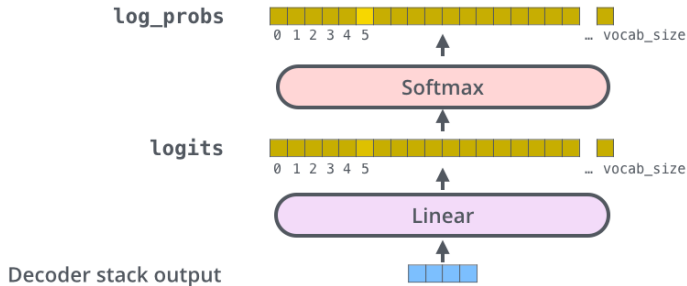 log_probs
0 1 2 3 4 5 … vocab_size
Softmax
logits
0 1 2 3 4 5 … vocab_size
Linear
Decoder stack output